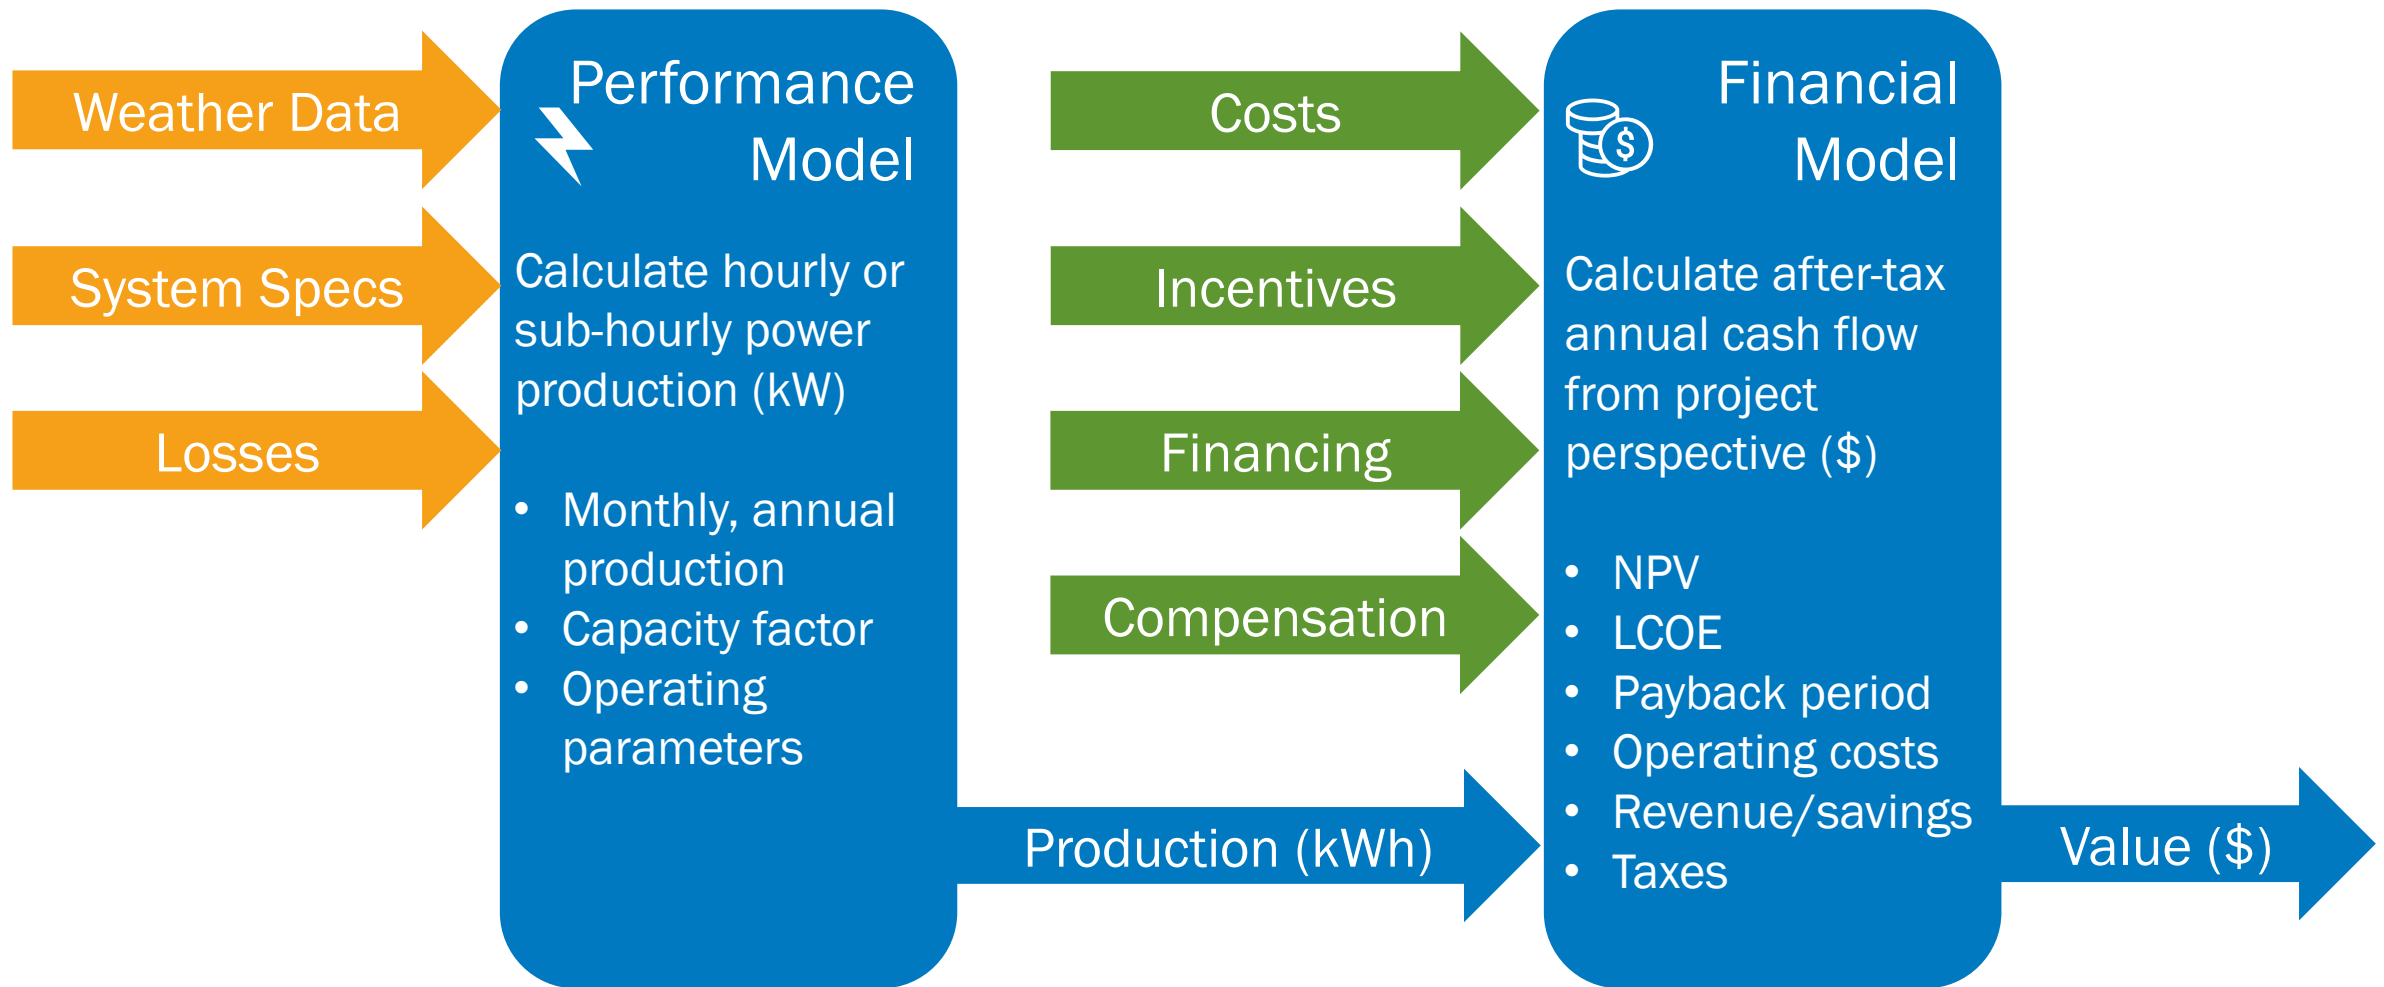 Weather Data
System Specs
Losses
Performance
Model
Calculate hourly or
sub-hourly power
production (kW)
• Monthly, annual
production
• Capacity factor
• Operating
parameters
Costs
Incentives
Financing
Compensation
Production (kWh)
Financial
Model
$
Calculate after-tax
annual cash flow
from project
perspective ($)
• NPV
• LCOE
• Payback period
• Operating costs
• Revenue/savings
• Taxes
Value ($)